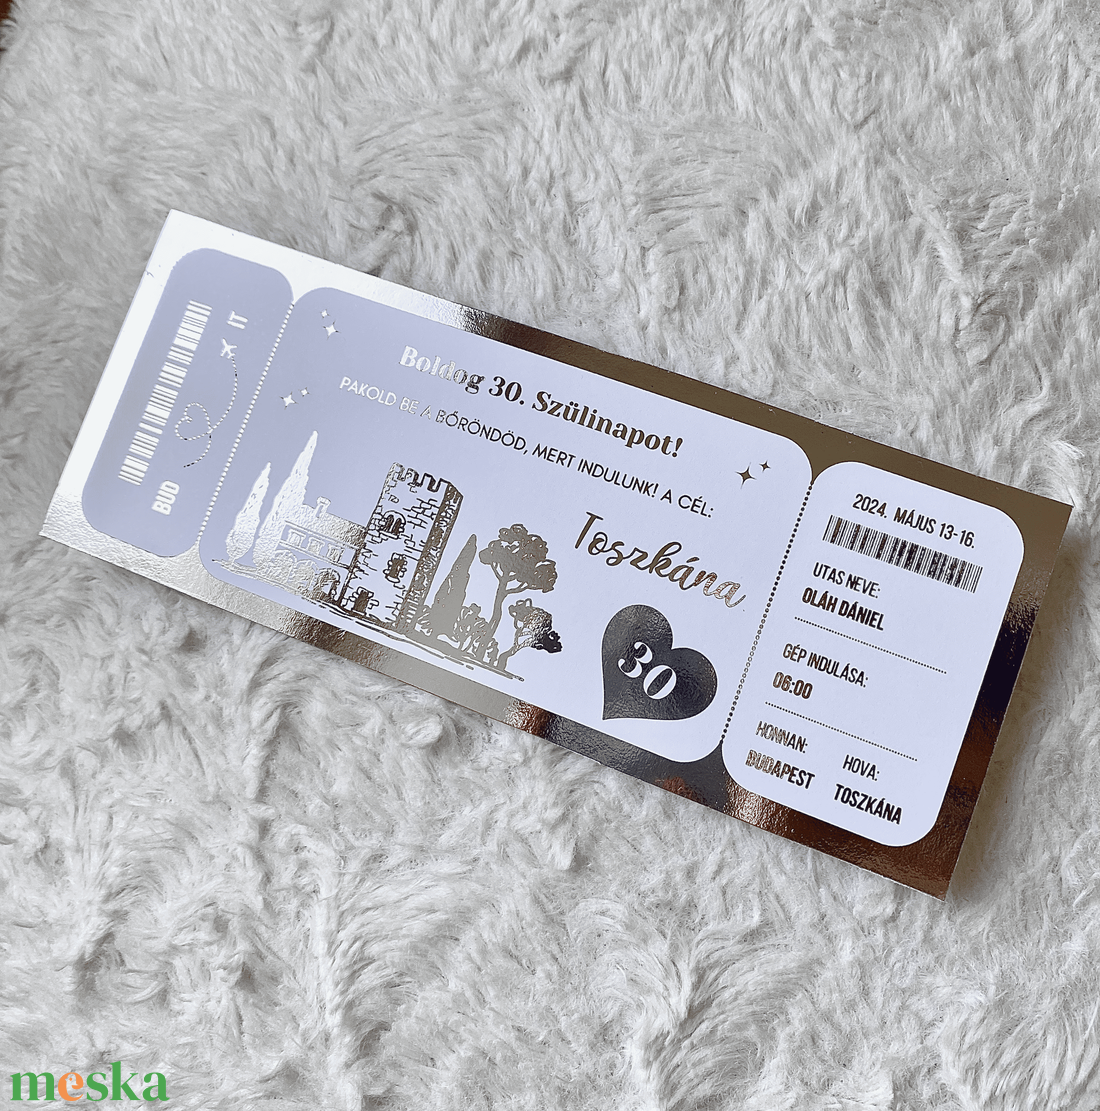 BUD
IT
Boldog 30. Szülinapot!
PAKOLD BE A BŐRÖNDÖD, MERT INDULUNK! A CÉL:
Toszkána
30
2024. MÁJUS 13-16.
UTAS NEVE:
OLÁH DÁNIEL
GÉP INDULÁSA:
06:00
HONNAN:
BUDAPEST
HOVA:
TOSZKÁNA
meska